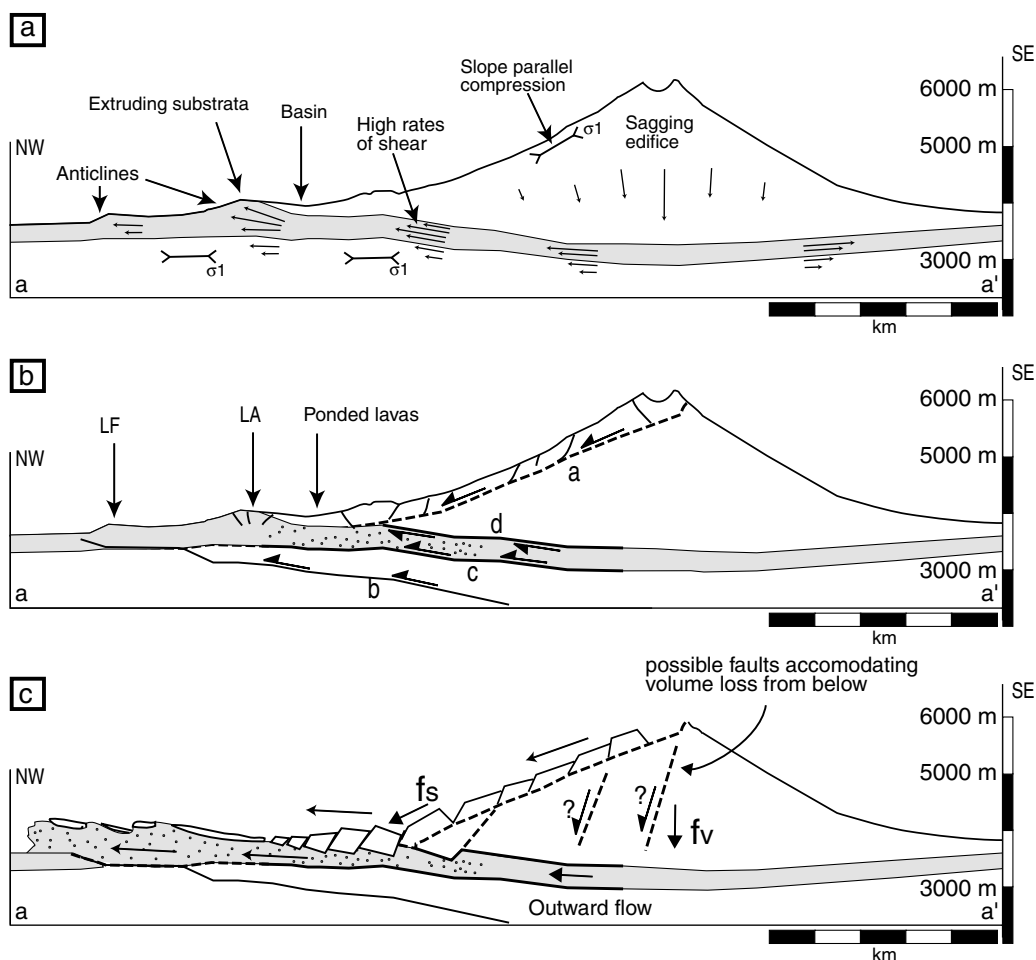 a
SE
Slope parallel
compression
6000 m
Extruding substrata
Basin
High rates
of shear
σ1
Sagging
edifice
5000 m
NW
Anticlines
σ1
σ1
3000 m
a
a'
km
b
SE
LF
LA
Ponded lavas
6000 m
NW
5000 m
a
d
c
b
3000 m
a
a'
km
c
possible faults accomodating
volume loss from below
SE
6000 m
NW
5000 m
fs
?
?
fv
3000 m
Outward flow
a
a'
km